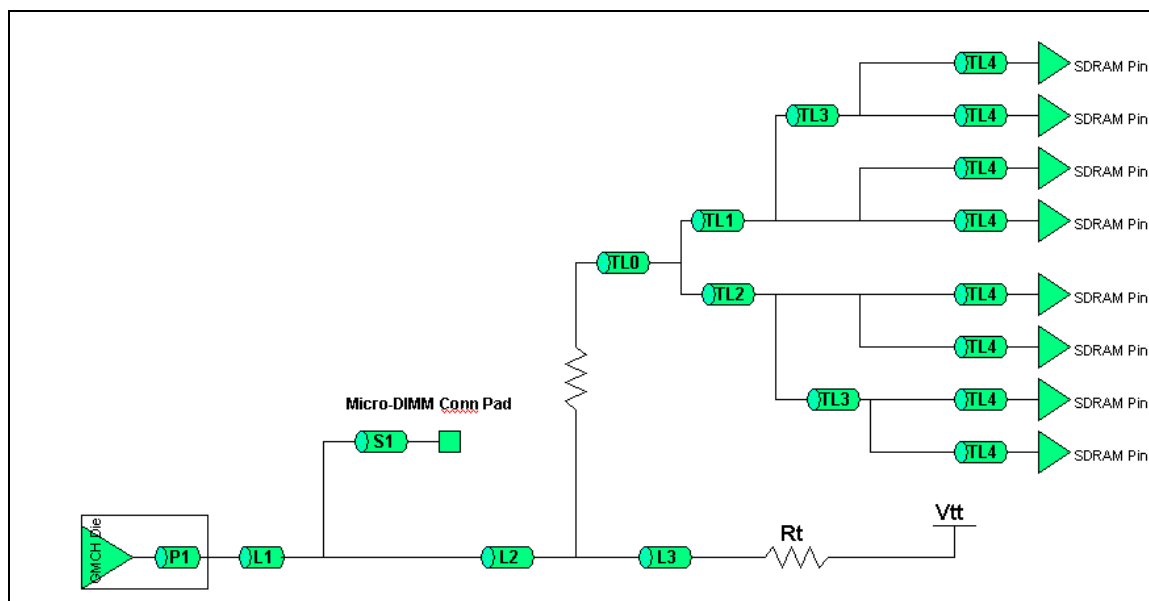 TL4 SDRAM Pin
TL3 TL4 SDRAM Pin
TL4 SDRAM Pin
TL1 TL4 SDRAM Pin
TL0
TL2 TL4 SDRAM Pin
TL4 SDRAM Pin
TL3 TL4 SDRAM Pin
Micro-DIMM Conn Pad
S1
TL4 SDRAM Pin
Vtt
Rt
GMCH Die
P1 L1 L2 L3